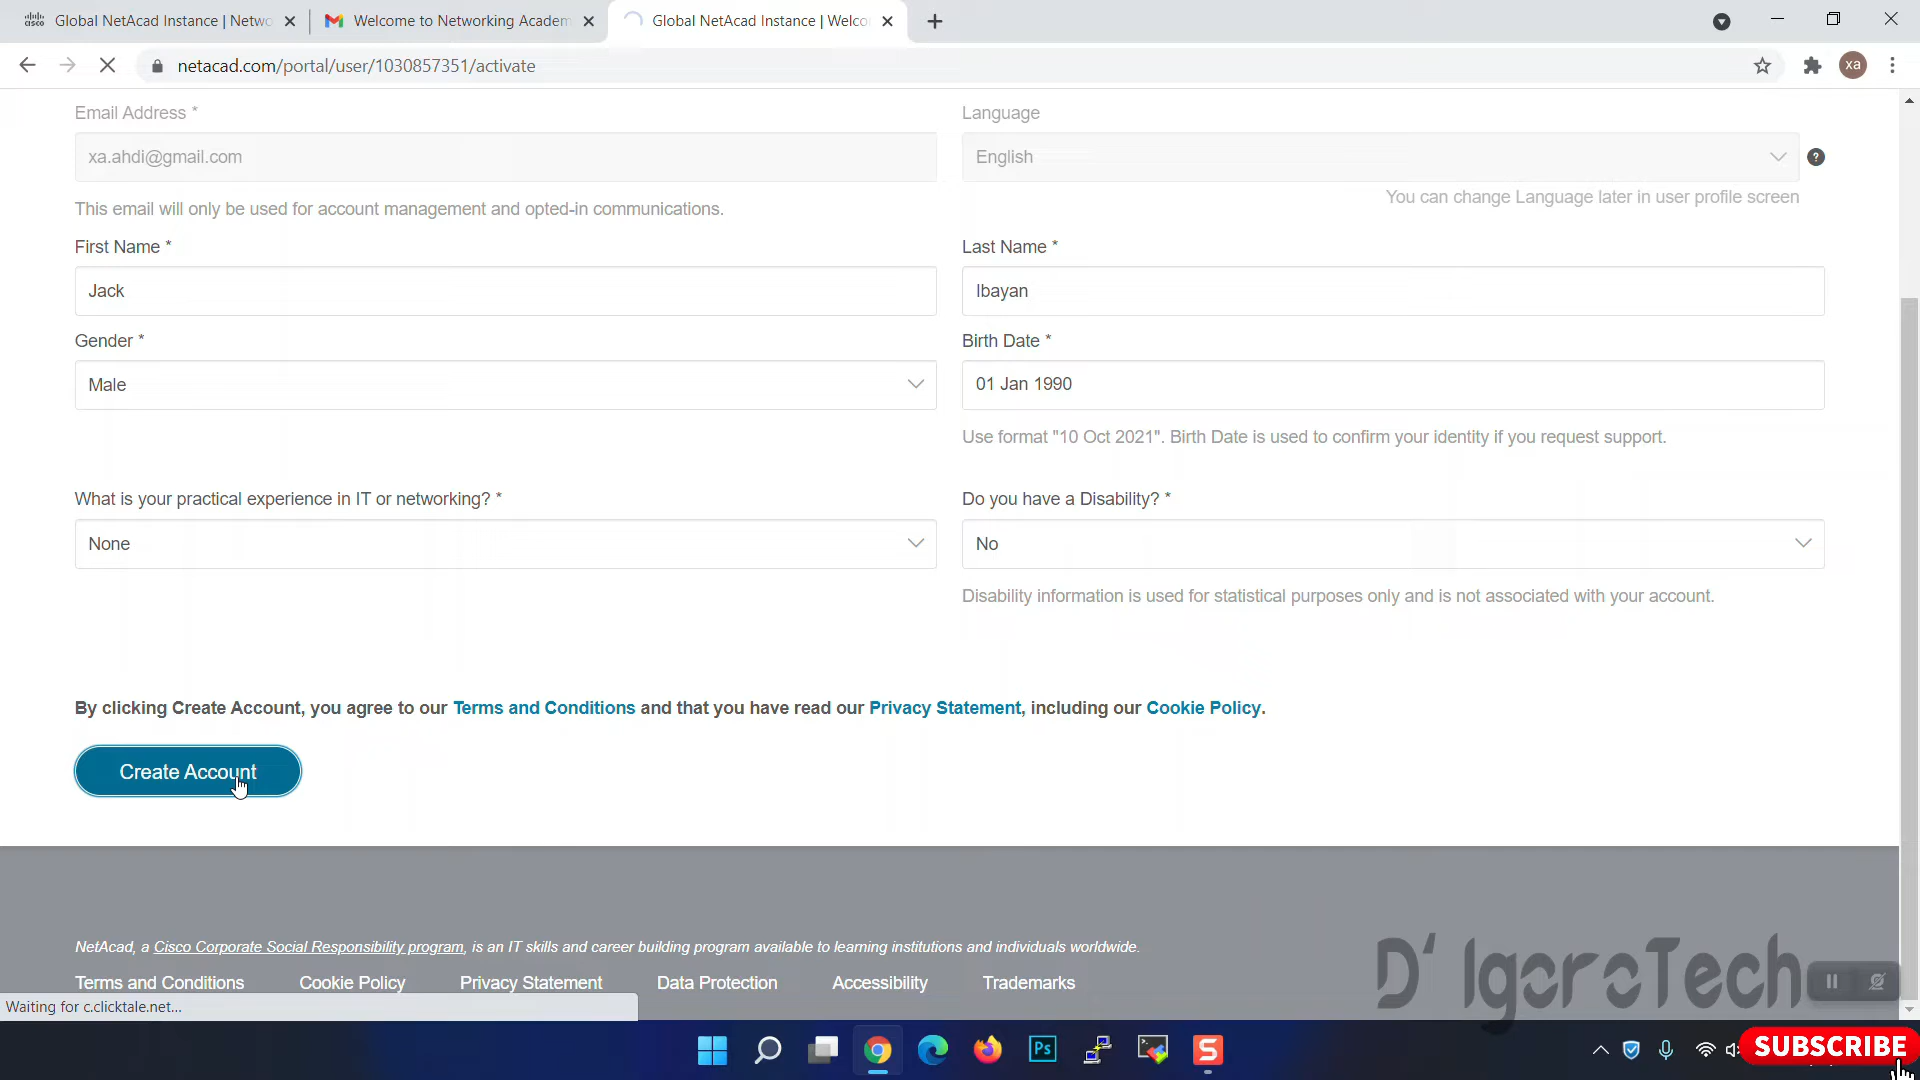 Global NetAcad Instance | Netwo
Welcome to Networking Academ
Global NetAcad Instance | Welco
netacad.com/portal/user/1030857351/activate
xa
Email Address *
Language
xa.ahdi@gmail.com
English
?
This email will only be used for account management and opted-in communications.
You can change Language later in user profile screen
First Name *
Last Name *
Jack
Ibayan
Gender *
Birth Date *
Male
01 Jan 1990
Use format "10 Oct 2021". Birth Date is used to confirm your identity if you request support.
What is your practical experience in IT or networking? *
Do you have a Disability? *
None
No
Disability information is used for statistical purposes only and is not associated with your account.
By clicking Create Account, you agree to our Terms and Conditions and that you have read our Privacy Statement, including our Cookie Policy.
Create Account
NetAcad, a Cisco Corporate Social Responsibility program, is an IT skills and career building program available to learning institutions and individuals worldwide.
Terms and Conditions
Cookie Policy
Privacy Statement
Data Protection
Accessibility
Trademarks
D' IgoroTech
Waiting for c.clicktale.net...
Ps
S
SUBSCRIBE